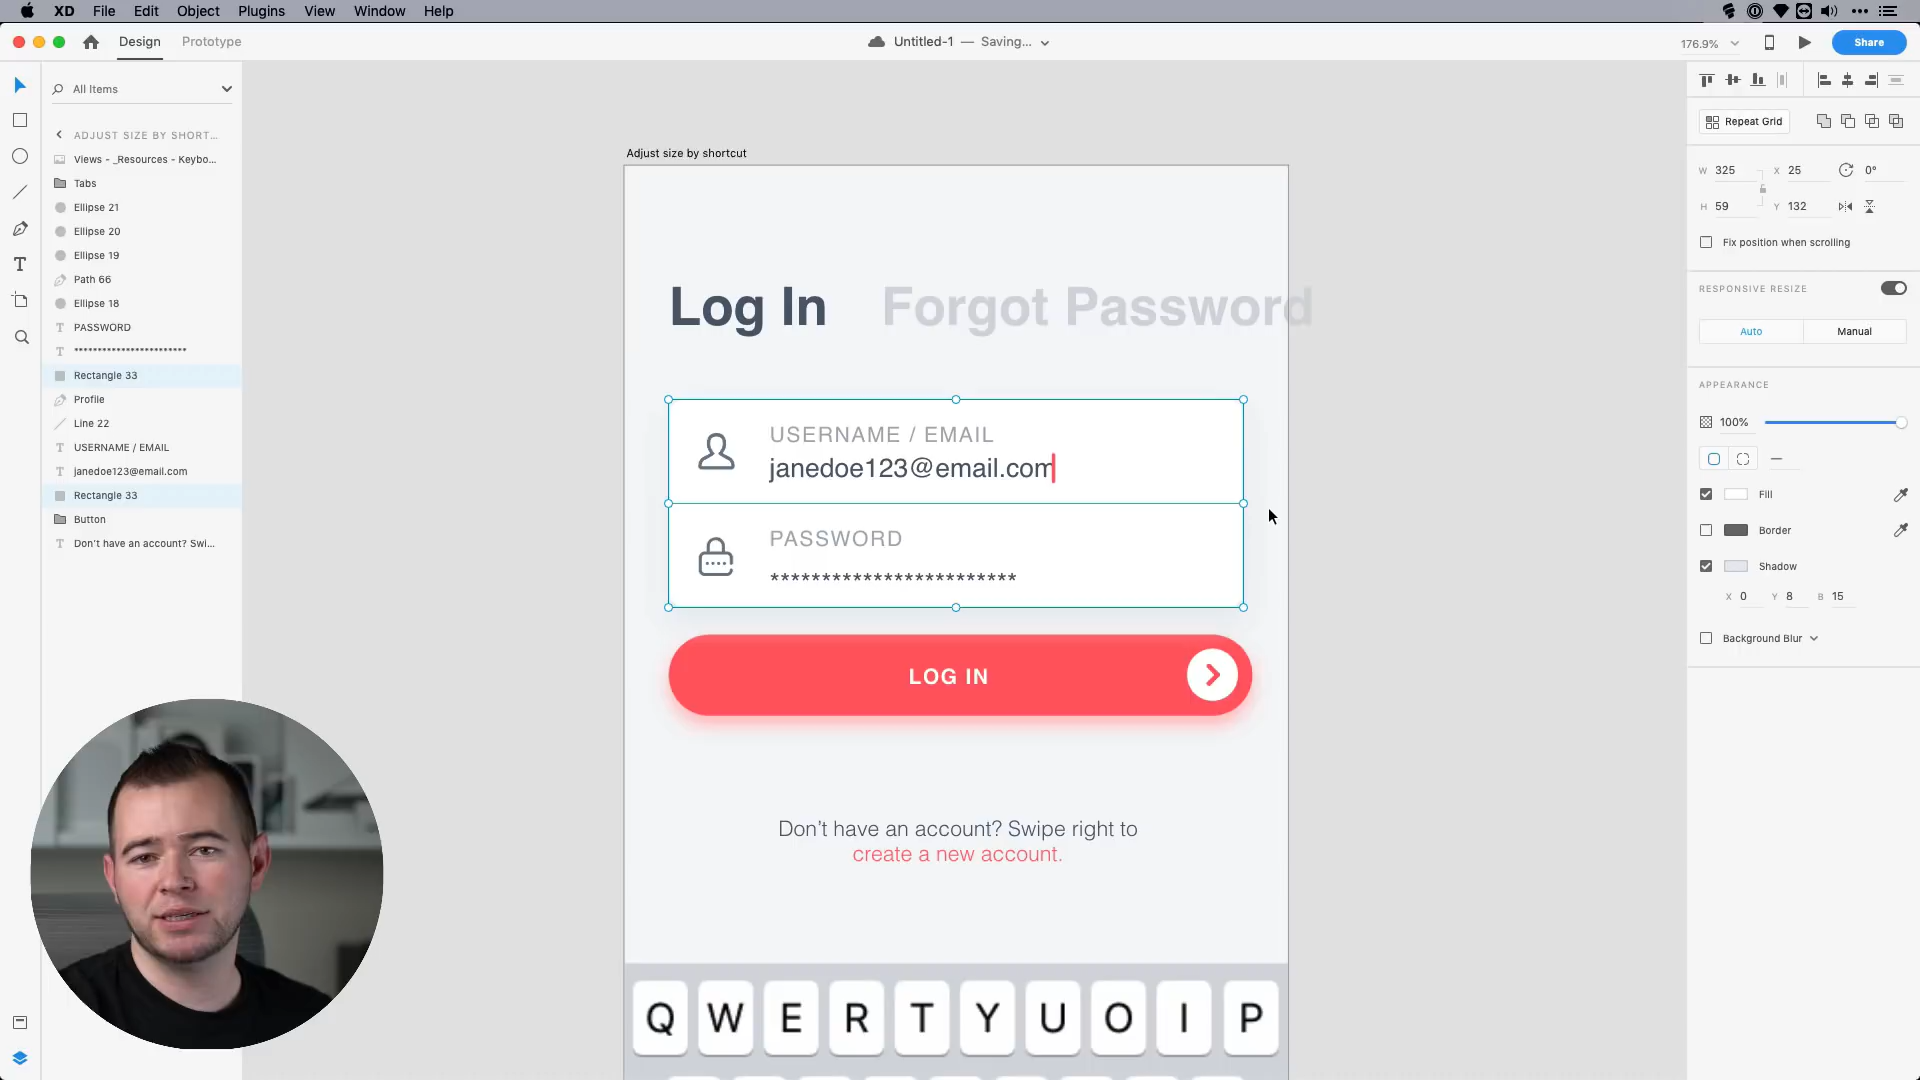 XD File Edit Object Plugins View Window Help
Design Prototype
Untitled-1 — Saving...
176.9%
Share
All Items
ADJUST SIZE BY SHORT...
Views - _Resources - Keybo...
Tabs
Ellipse 21
Ellipse 20
Ellipse 19
Path 66
Ellipse 18
PASSWORD
************************
Rectangle 33
Profile
Line 22
USERNAME / EMAIL
janedoe123@email.com
Rectangle 33
Button
Don't have an account? Swi...
Adjust size by shortcut
Log In Forgot Password
USERNAME / EMAIL
janedoe123@email.com
PASSWORD
************************
LOG IN
Don't have an account? Swipe right to
create a new account.
Q W E R T Y U O I P
Repeat Grid
W 325 X 25 0°
H 59 Y 132
Fix position when scrolling
RESPONSIVE RESIZE
Auto Manual
APPEARANCE
100%
Fill
Border
Shadow
X 0 Y 8 B 15
Background Blur